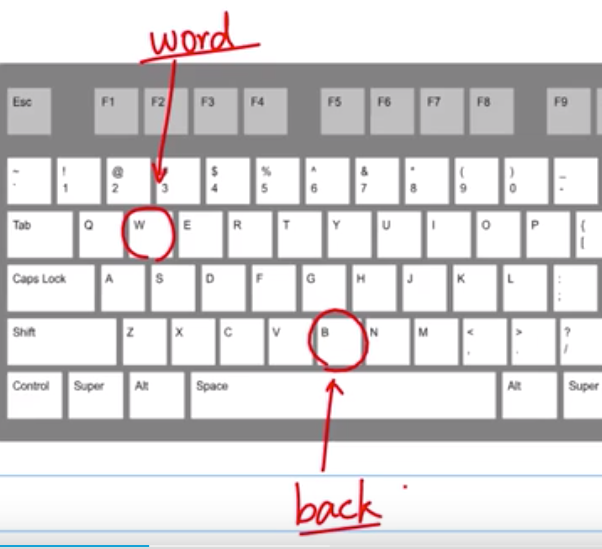 word
Esc F1 F2 F3 F4 F5 F6 F7 F8 F9
~ ! @ $ % ^ & * ( ) _
` 1 2 3 4 5 6 7 8 9 0 -
Tab Q W E R T Y U I O P {
[
Caps Lock A S D F G H J K L :
;
Shift Z X C V B N M < > ?
, . /
Control Super Alt Space Alt Super
back